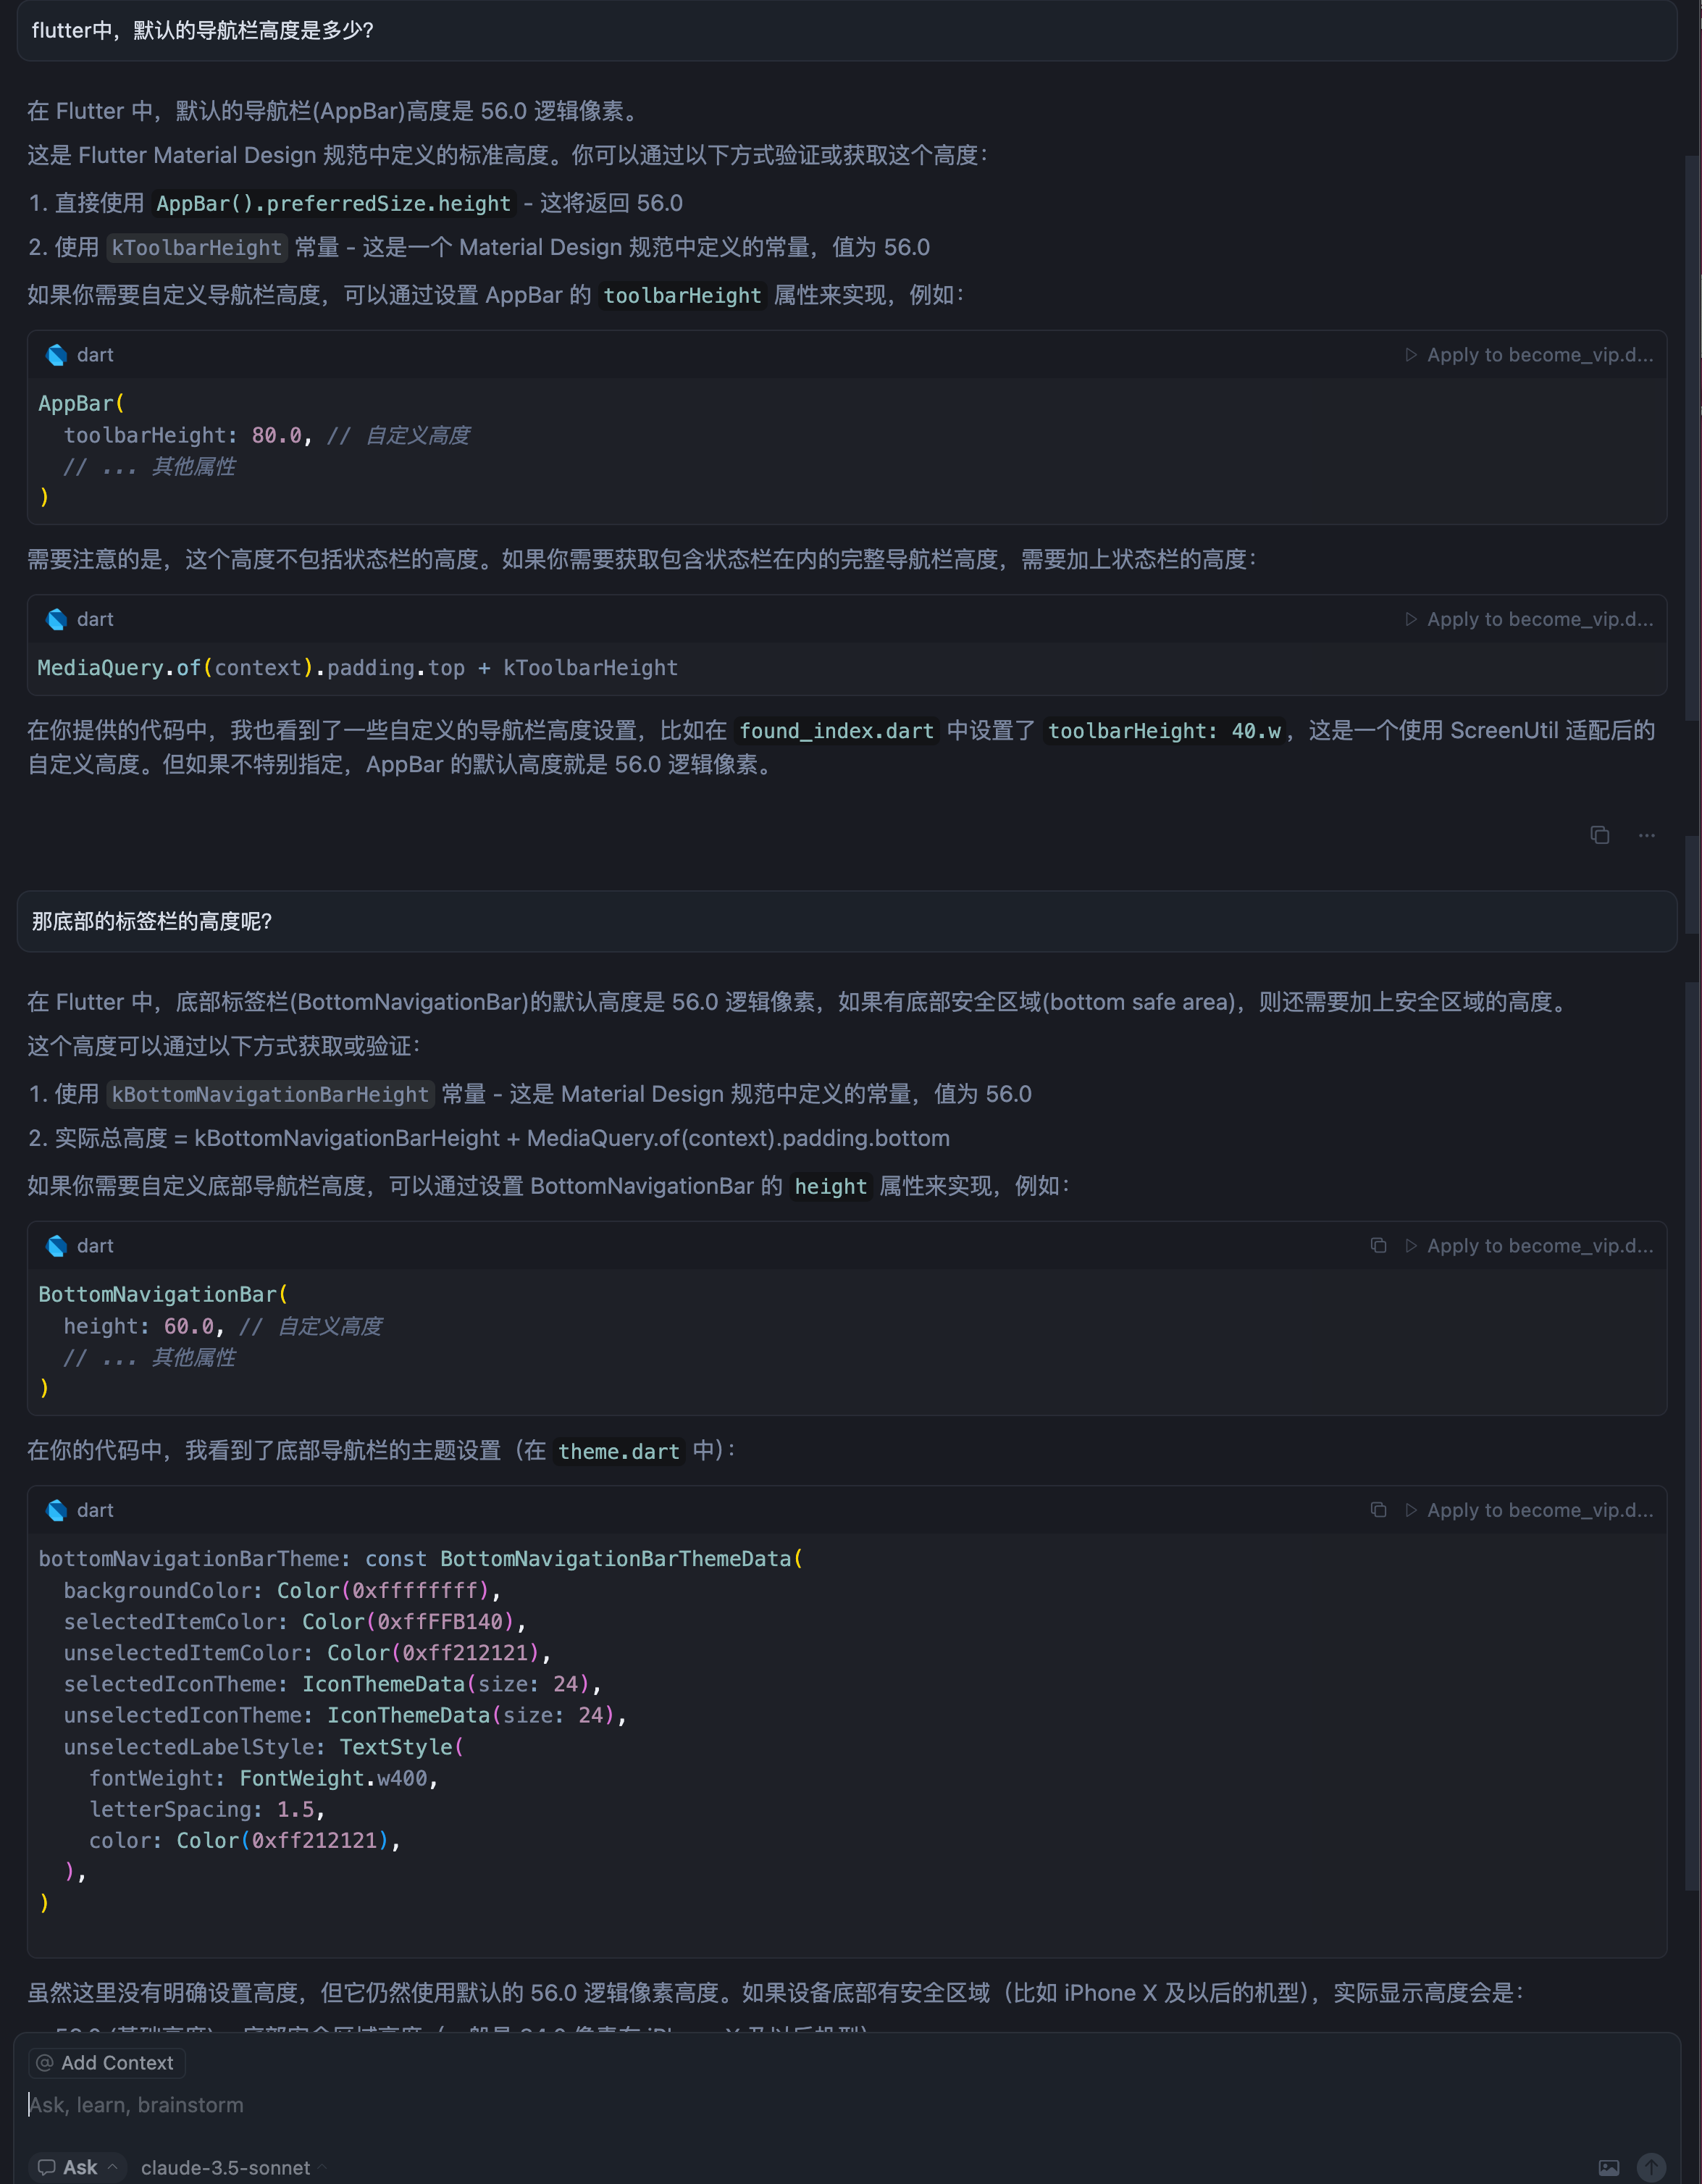 flutter中，默认的导航栏高度是多少?
在 Flutter 中，默认的导航栏(AppBar)高度是 56.0 逻辑像素。
这是 Flutter Material Design 规范中定义的标准高度。你可以通过以下方式验证或获取这个高度：
1. 直接使用 AppBar().preferredSize.height - 这将返回 56.0
2. 使用 kToolbarHeight 常量 - 这是一个 Material Design 规范中定义的常量，值为 56.0
如果你需要自定义导航栏高度，可以通过设置 AppBar 的 toolbarHeight 属性来实现，例如：
dart
Apply to become_vip.d...
AppBar(
  toolbarHeight: 80.0, // 自定义高度
  // ... 其他属性
)
需要注意的是，这个高度不包括状态栏的高度。如果你需要获取包含状态栏在内的完整导航栏高度，需要加上状态栏的高度：
dart
Apply to become_vip.d...
MediaQuery.of(context).padding.top + kToolbarHeight
在你提供的代码中，我也看到了一些自定义的导航栏高度设置，比如在 found_index.dart 中设置了 toolbarHeight: 40.w，这是一个使用 ScreenUtil 适配后的
自定义高度。但如果不特别指定，AppBar 的默认高度就是 56.0 逻辑像素。
那底部的标签栏的高度呢?
在 Flutter 中，底部标签栏(BottomNavigationBar)的默认高度是 56.0 逻辑像素，如果有底部安全区域(bottom safe area)，则还需要加上安全区域的高度。
这个高度可以通过以下方式获取或验证：
1. 使用 kBottomNavigationBarHeight 常量 - 这是 Material Design 规范中定义的常量，值为 56.0
2. 实际总高度 = kBottomNavigationBarHeight + MediaQuery.of(context).padding.bottom
如果你需要自定义底部导航栏高度，可以通过设置 BottomNavigationBar 的 height 属性来实现，例如：
dart
Apply to become_vip.d...
BottomNavigationBar(
  height: 60.0, // 自定义高度
  // ... 其他属性
)
在你的代码中，我看到了底部导航栏的主题设置（在 theme.dart 中）：
dart
Apply to become_vip.d...
bottomNavigationBarTheme: const BottomNavigationBarThemeData(
  backgroundColor: Color(0xffffffff),
  selectedItemColor: Color(0xffFFB140),
  unselectedItemColor: Color(0xff212121),
  selectedIconTheme: IconThemeData(size: 24),
  unselectedIconTheme: IconThemeData(size: 24),
  unselectedLabelStyle: TextStyle(
    fontWeight: FontWeight.w400,
    letterSpacing: 1.5,
    color: Color(0xff212121),
  ),
)
虽然这里没有明确设置高度，但它仍然使用默认的 56.0 逻辑像素高度。如果设备底部有安全区域（比如 iPhone X 及以后的机型），实际显示高度会是：
@ Add Context
Ask, learn, brainstorm
Ask
claude-3.5-sonnet